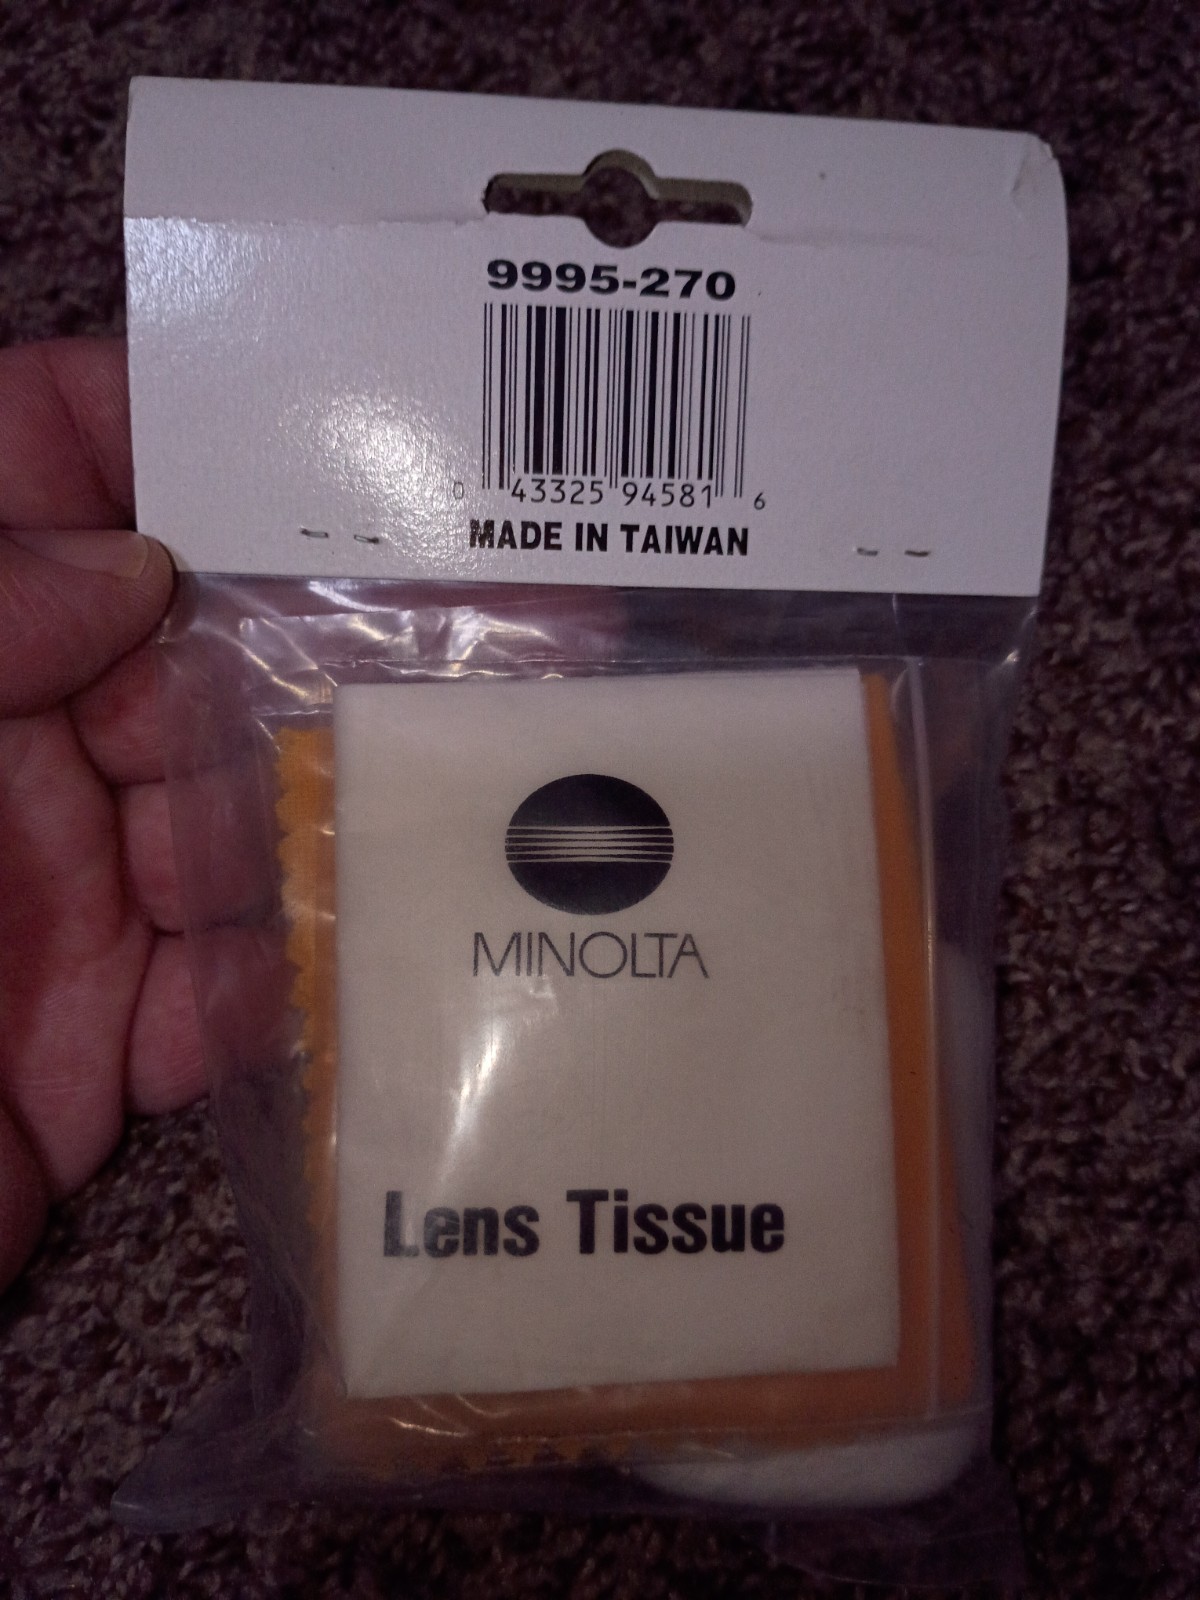 9995-270
0 43325 94581 6
MADE IN TAIWAN
MINOLTA
Lens Tissue